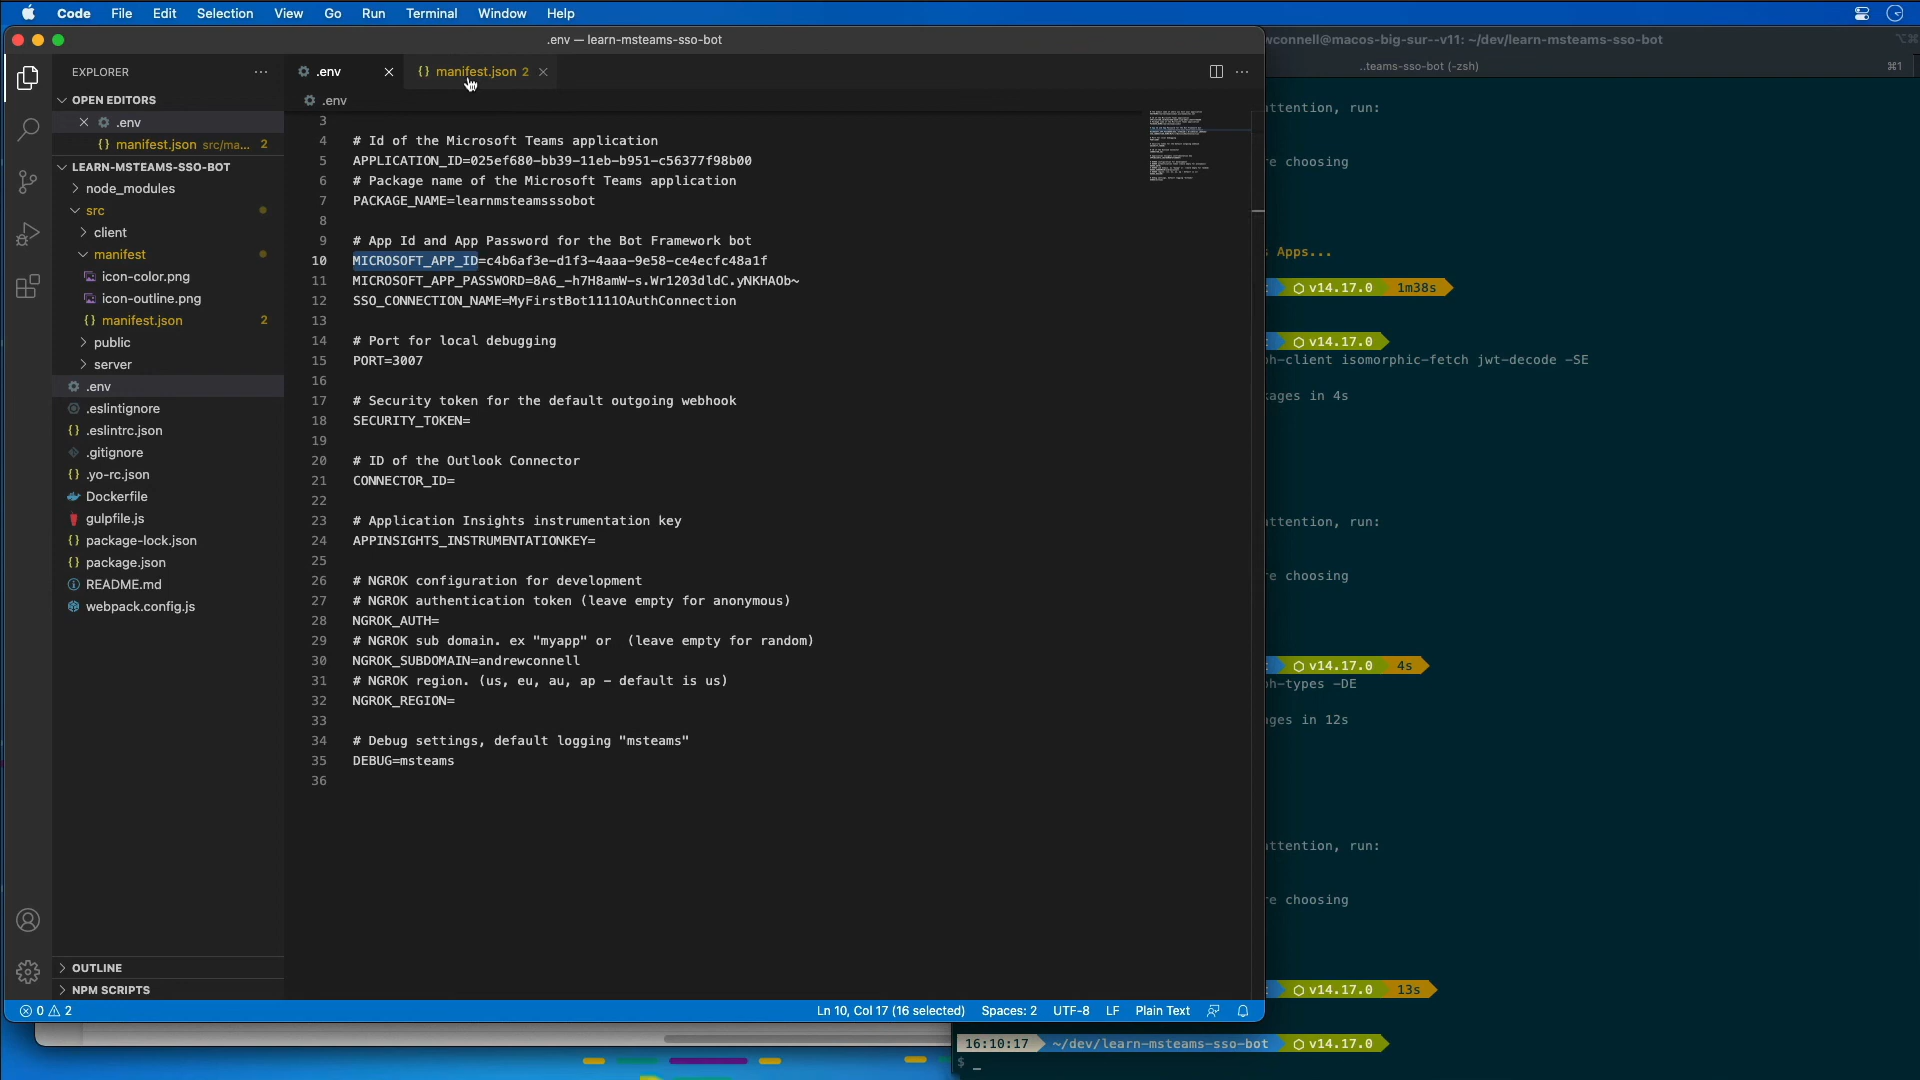 Code File Edit Selection View Go Run Terminal Window Help
.env — learn-msteams-sso-bot
EXPLORER
OPEN EDITORS
.env
manifest.json src/ma... 2
LEARN-MSTEAMS-SSO-BOT
node_modules
src
client
manifest
icon-color.png
icon-outline.png
manifest.json 2
public
server
.env
.eslintignore
.eslintrc.json
.gitignore
.yo-rc.json
Dockerfile
gulpfile.js
package-lock.json
package.json
README.md
webpack.config.js
OUTLINE
NPM SCRIPTS
.env
manifest.json 2
.env
3
4 # Id of the Microsoft Teams application
5 APPLICATION_ID=025ef680-bb39-11eb-b951-c56377f98b00
6 # Package name of the Microsoft Teams application
7 PACKAGE_NAME=learnmsteamsssobot
8
9 # App Id and App Password for the Bot Framework bot
10 MICROSOFT_APP_ID=c4b6af3e-d1f3-4aaa-9e58-ce4ecfc48a1f
11 MICROSOFT_APP_PASSWORD=8A6_-h7H8amW-s.Wr1203dldC.yNKHAOb~
12 SSO_CONNECTION_NAME=MyFirstBot1111OAuthConnection
13
14 # Port for local debugging
15 PORT=3007
16
17 # Security token for the default outgoing webhook
18 SECURITY_TOKEN=
19
20 # ID of the Outlook Connector
21 CONNECTOR_ID=
22
23 # Application Insights instrumentation key
24 APPINSIGHTS_INSTRUMENTATIONKEY=
25
26 # NGROK configuration for development
27 # NGROK authentication token (leave empty for anonymous)
28 NGROK_AUTH=
29 # NGROK sub domain. ex "myapp" or  (leave empty for random)
30 NGROK_SUBDOMAIN=andrewconnell
31 # NGROK region. (us, eu, au, ap - default is us)
32 NGROK_REGION=
33
34 # Debug settings, default logging "msteams"
35 DEBUG=msteams
36
0 2
Ln 10, Col 17 (16 selected) Spaces: 2 UTF-8 LF Plain Text
wconnell@macos-big-sur--v11: ~/dev/learn-msteams-sso-bot
..teams-sso-bot (-zsh) ⌘1
ttention, run:
re choosing
s Apps...
v14.17.0 1m38s
v14.17.0
ph-client isomorphic-fetch jwt-decode -SE
kages in 4s
ttention, run:
re choosing
v14.17.0 4s
ph-types -DE
ages in 12s
ttention, run:
re choosing
v14.17.0 13s
16:10:17 ~/dev/learn-msteams-sso-bot v14.17.0
$ _